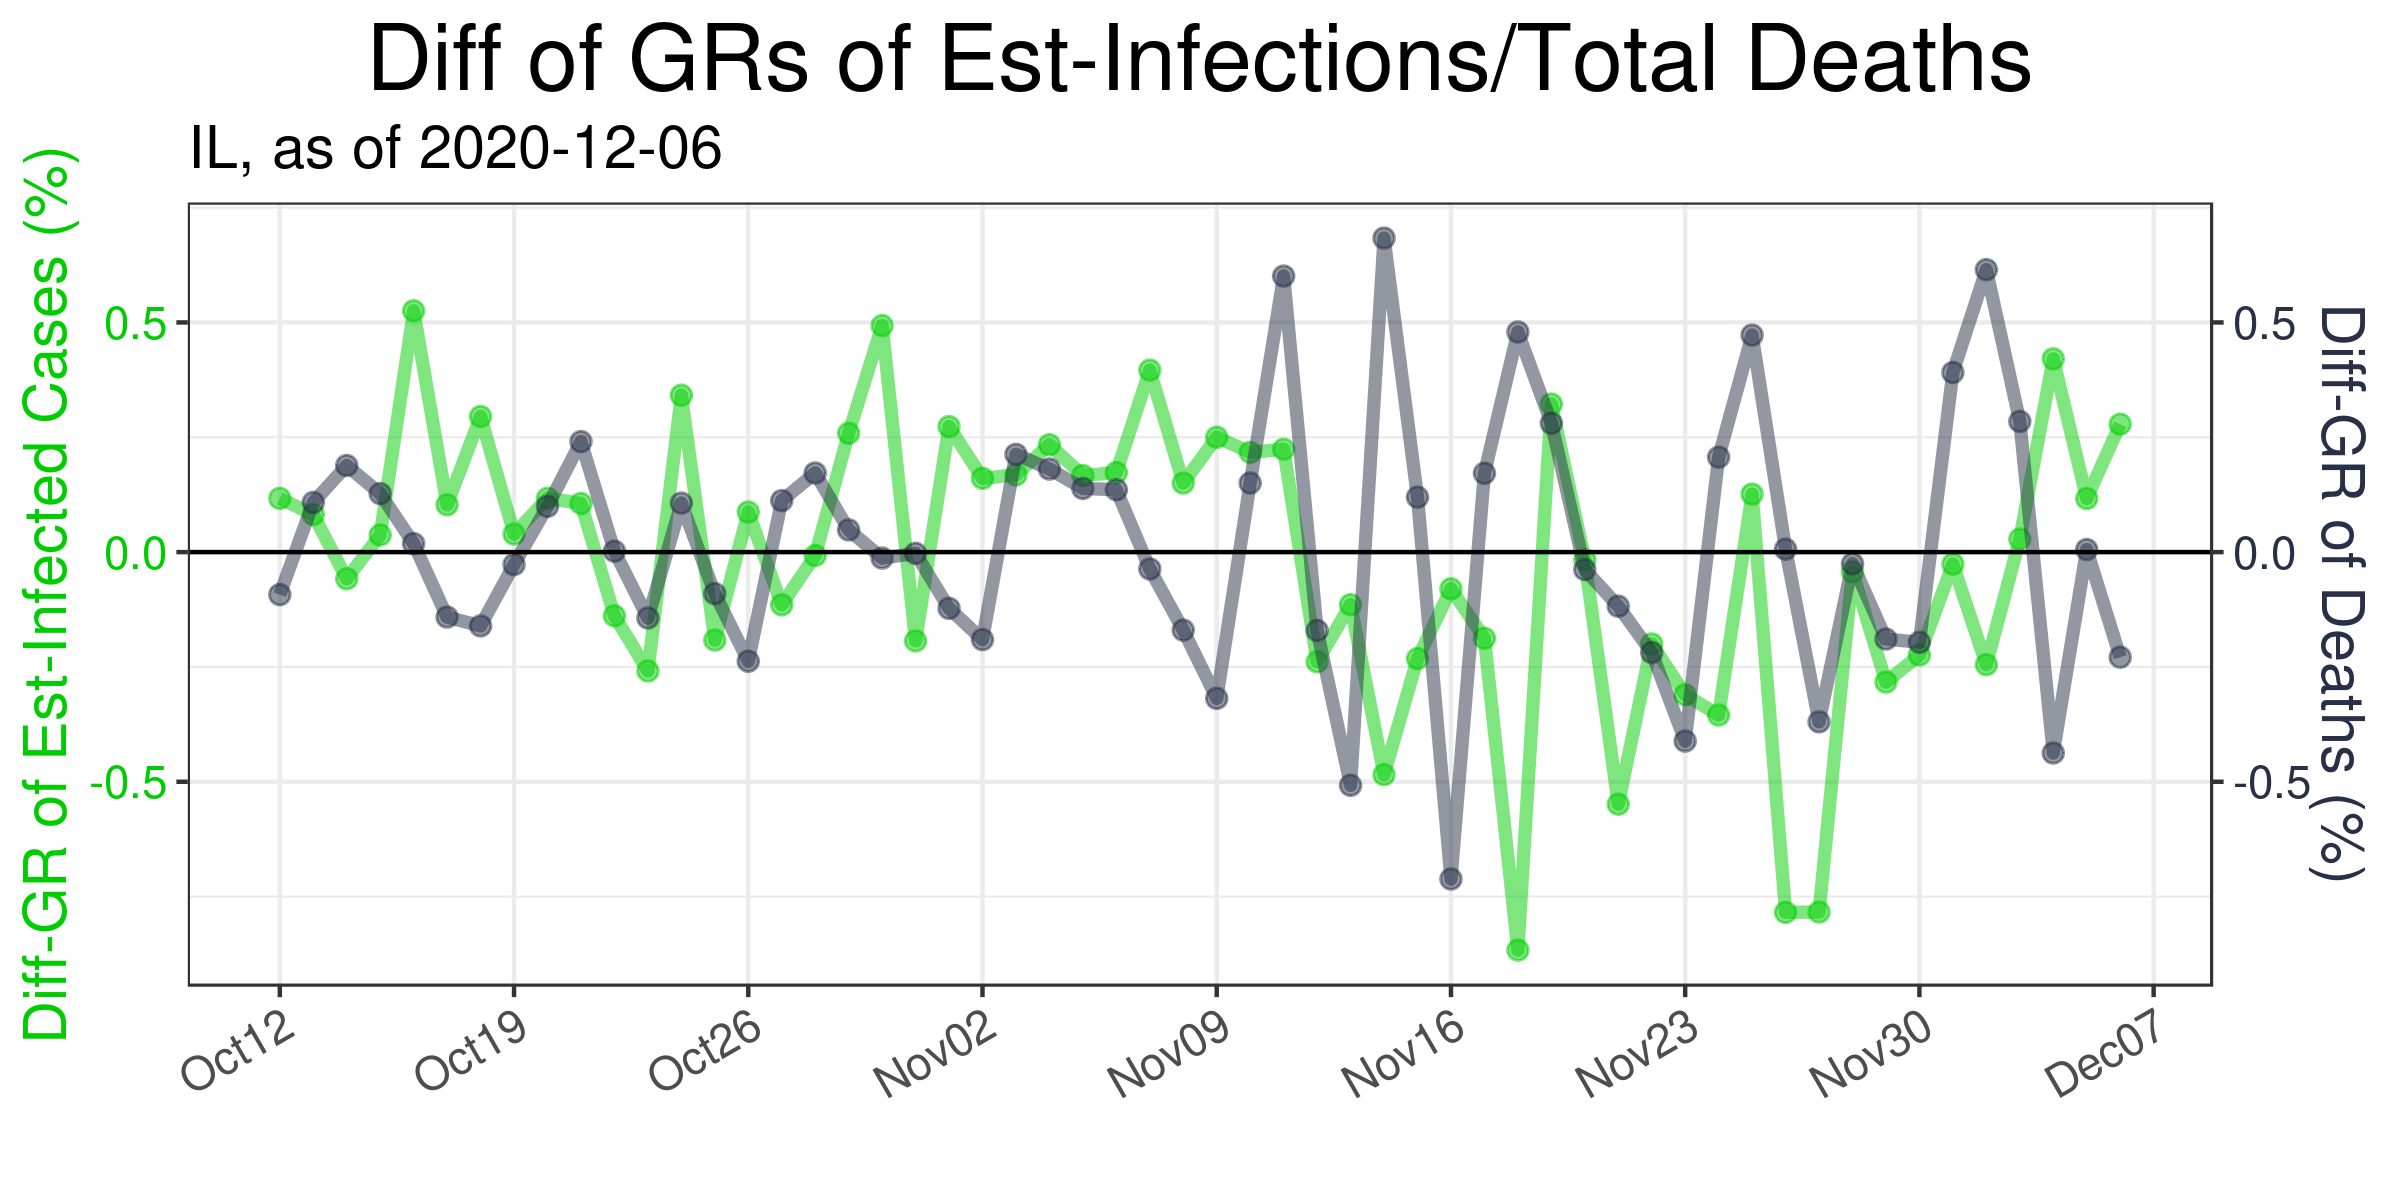 Diff of GRs of Est-Infections/Total Deaths
IL, as of 2020-12-06
Diff-GR of Est-Infected Cases (%)
0.5
0.0
-0.5
0.5
0.0
-0.5
Diff-GR of Deaths (%)
Oct12
Oct19
Oct26
Nov02
Nov09
Nov16
Nov23
Nov30
Dec07